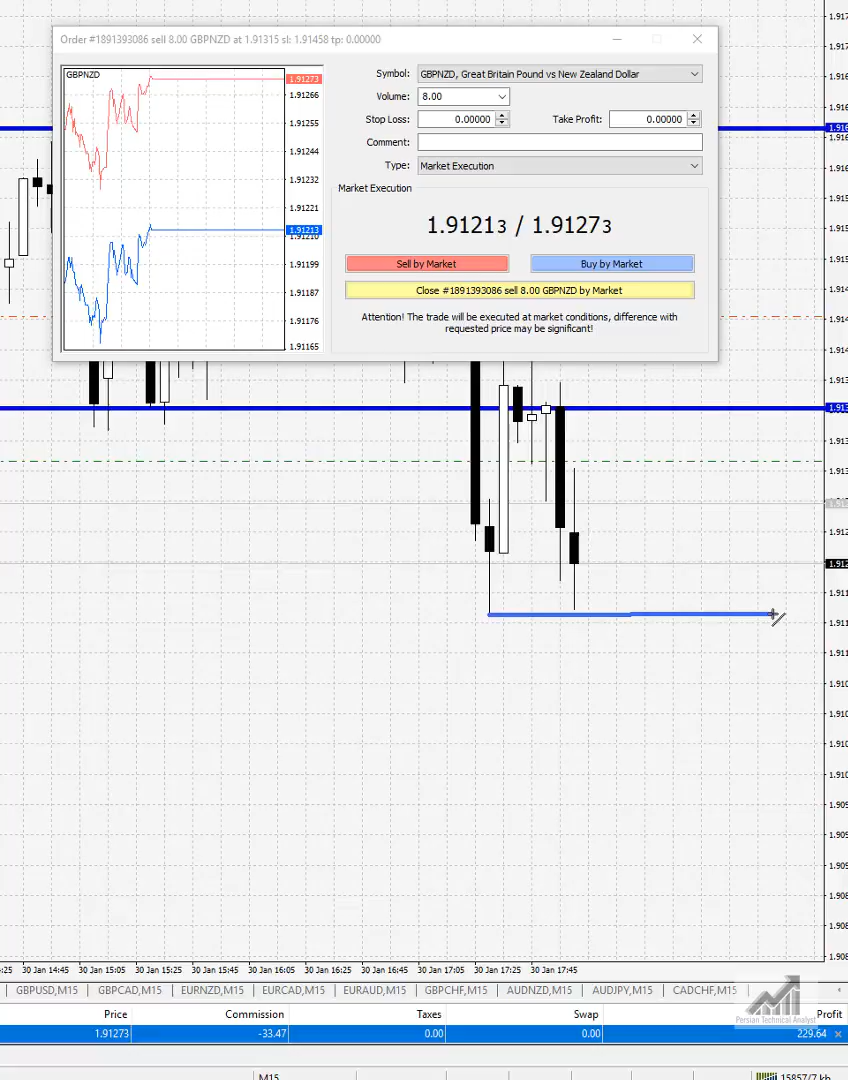 Order #1891393086 sell 8.00 GBPNZD at 1.91315 sl: 1.91458 tp: 0.00000
GBPNZD
1.91273
1.91266
1.91255
1.91244
1.91232
1.91221
1.91213
1.91210
1.91199
1.91187
1.91176
1.91165
Symbol: GBPNZD, Great Britain Pound vs New Zealand Dollar
Volume: 8.00
Stop Loss: 0.00000 Take Profit: 0.00000
Comment:
Type: Market Execution
Market Execution
1.91213 / 1.91273
Sell by Market Buy by Market
Close #1891393086 sell 8.00 GBPNZD by Market
Attention! The trade will be executed at market conditions, difference with
requested price may be significant!
30 Jan 14:45 30 Jan 15:05 30 Jan 15:25 30 Jan 15:45 30 Jan 16:05 30 Jan 16:25 30 Jan 16:45 30 Jan 17:05 30 Jan 17:25 30 Jan 17:45
GBPUSD,M15 GBPCAD,M15 EURNZD,M15 EURCAD,M15 EURAUD,M15 GBPCHF,M15 AUDNZD,M15 AUDJPY,M15 CADCHF,M15
Persian Technical Analyst
Price Commission Taxes Swap Profit
1.91273 -33.47 0.00 0.00 229.64
M15 15857/7 kb